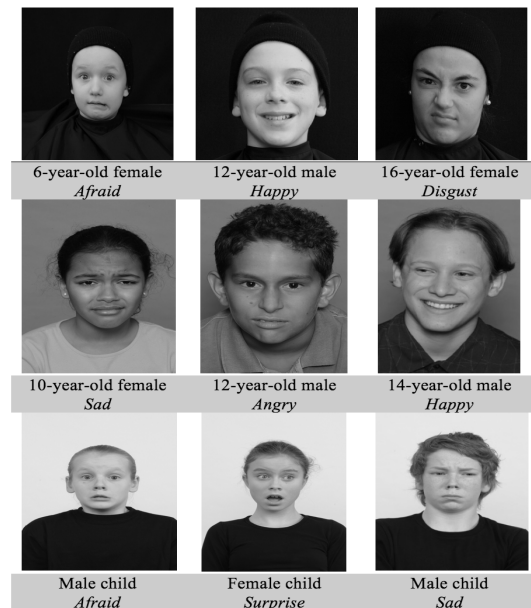 6-year-old female 12-year-old male 16-year-old female
Afraid Happy Disgust
10-year-old female 12-year-old male 14-year-old male
Sad Angry Happy
Male child Female child Male child
Afraid Surprise Sad